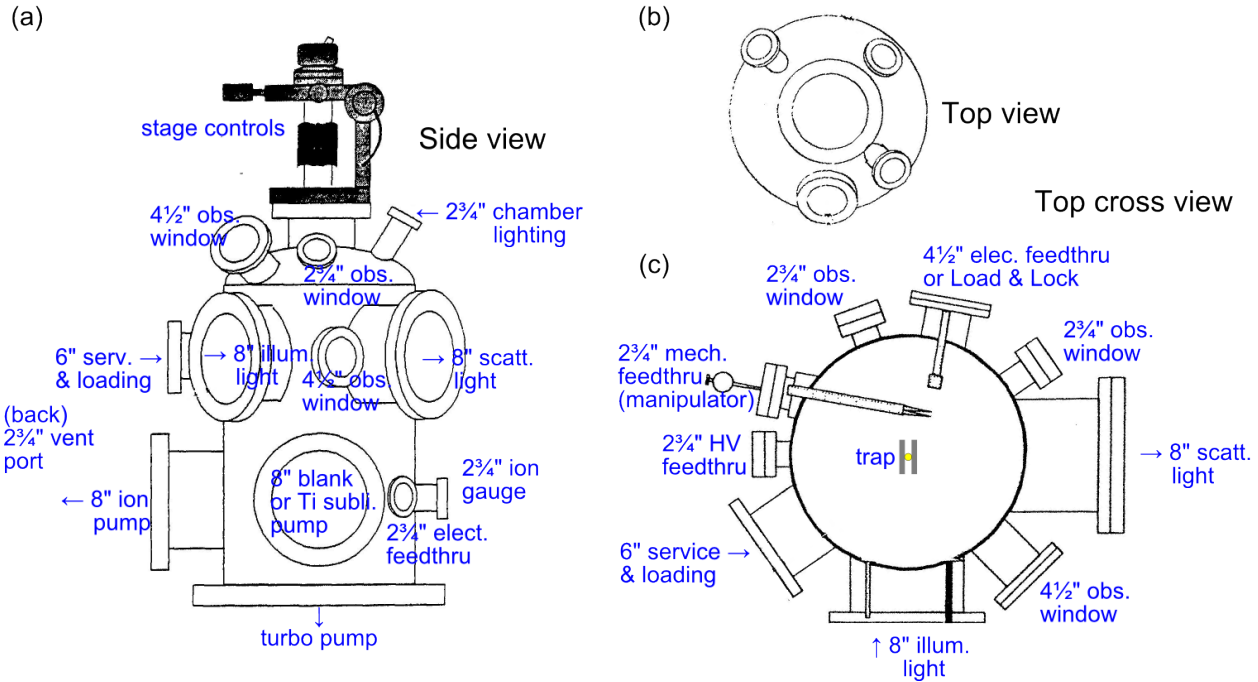 (a)
stage controls
Side view
4½" obs.
window
← 2¾" chamber
lighting
2¾" obs.
window
6" serv. →
& loading
→ 8" illum.
light
4½" obs.
window
→ 8" scatt.
light
(back)
2¾" vent
port
← 8" ion
pump
8" blank
or Ti subli.
pump
2¾" ion
gauge
2¾" elect.
feedthru
↓
turbo pump
(b)
Top view
Top cross view
(c)
2¾" obs.
window
4½" elec. feedthru
or Load & Lock
2¾" obs.
window
2¾" mech.
feedthru
(manipulator)
2¾" HV
feedthru
trap
→ 8" scatt.
light
6" service →
& loading
4½" obs.
window
↑ 8" illum.
light